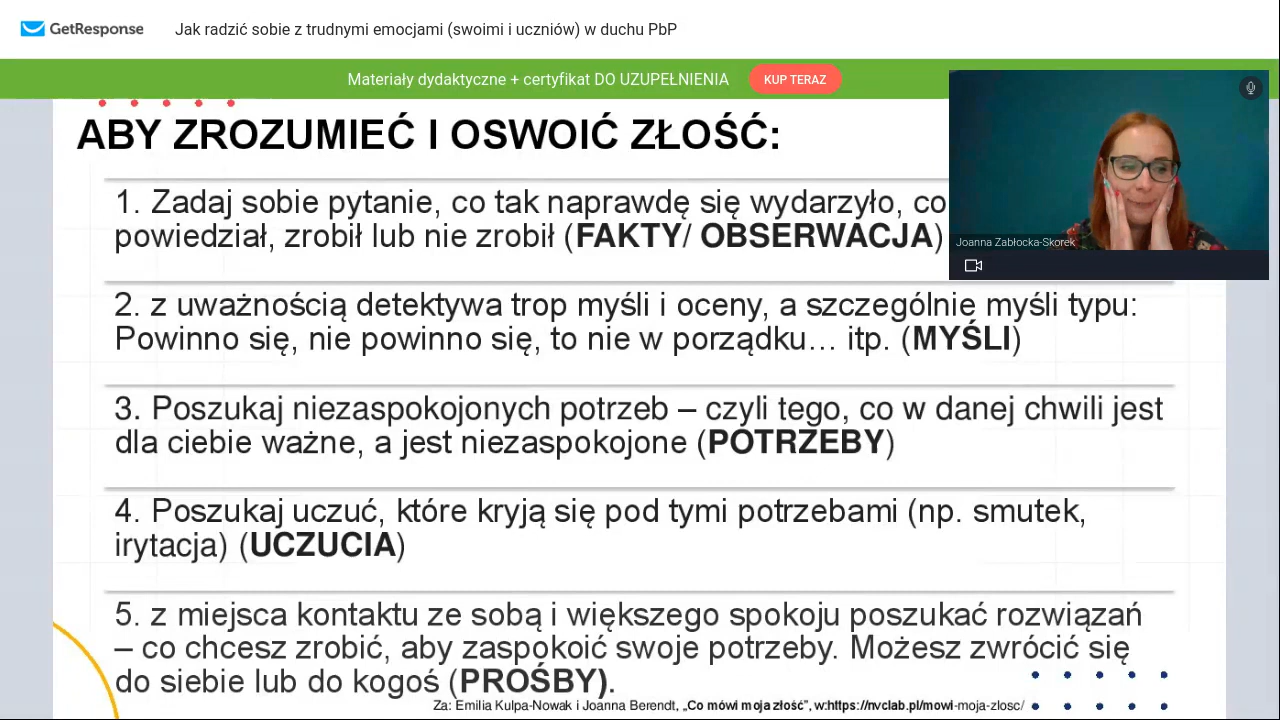 GetResponse
Jak radzić sobie z trudnymi emocjami (swoimi i uczniów) w duchu PbP
Materiały dydaktyczne + certyfikat DO UZUPEŁNIENIA
KUP TERAZ
ABY ZROZUMIEĆ I OSWOIĆ ZŁOŚĆ:
Joanna Zabłocka-Skorek
1. Zadaj sobie pytanie, co tak naprawdę się wydarzyło, co
powiedział, zrobił lub nie zrobił (FAKTY/ OBSERWACJA)
2. z uważnością detektywa trop myśli i oceny, a szczególnie myśli typu:
Powinno się, nie powinno się, to nie w porządku… itp. (MYŚLI)
3. Poszukaj niezaspokojonych potrzeb – czyli tego, co w danej chwili jest
dla ciebie ważne, a jest niezaspokojone (POTRZEBY)
4. Poszukaj uczuć, które kryją się pod tymi potrzebami (np. smutek,
irytacja) (UCZUCIA)
5. z miejsca kontaktu ze sobą i większego spokoju poszukać rozwiązań
– co chcesz zrobić, aby zaspokoić swoje potrzeby. Możesz zwrócić się
do siebie lub do kogoś (PROŚBY).
Za: Emilia Kulpa-Nowak i Joanna Berendt, „Co mówi moja złość", w:https://nvclab.pl/mowi-moja-zlosc/